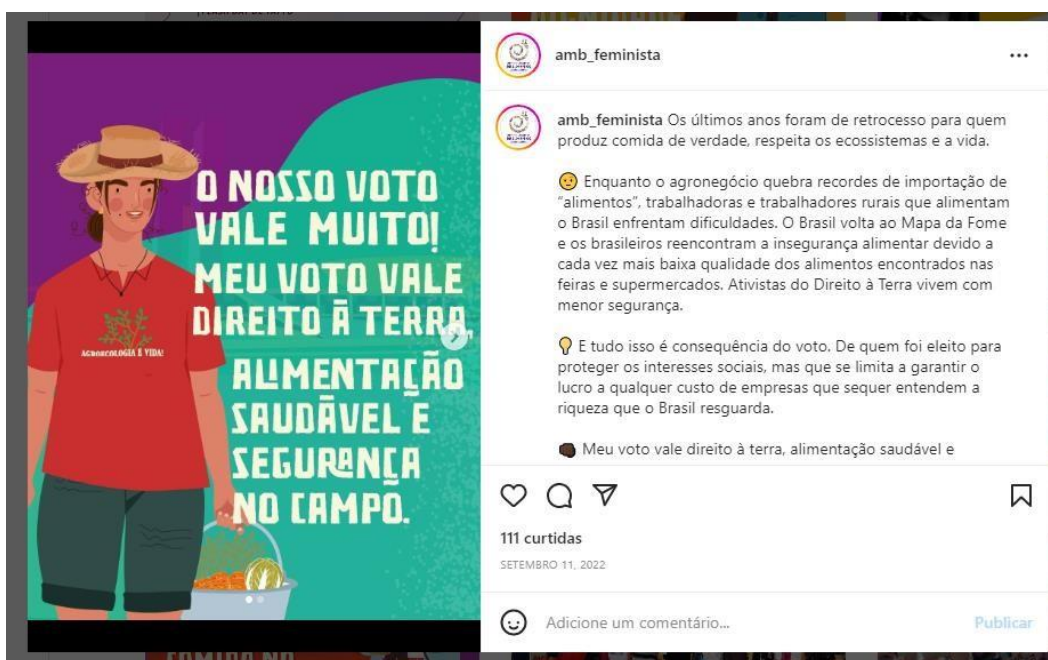 O NOSSO VOTO
VALE MUITO!
MEU VOTO VALE
DIREITO À TERRA,
ALIMENTAÇÃO
SAUDÁVEL E
SEGURANÇA
NO CAMPO.
AGROECOLOGIA É VIDA!
amb_feminista
amb_feminista Os últimos anos foram de retrocesso para quem
produz comida de verdade, respeita os ecossistemas e a vida.
Enquanto o agronegócio quebra recordes de importação de
"alimentos", trabalhadoras e trabalhadores rurais que alimentam
o Brasil enfrentam dificuldades. O Brasil volta ao Mapa da Fome
e os brasileiros reencontram a insegurança alimentar devido a
cada vez mais baixa qualidade dos alimentos encontrados nas
feiras e supermercados. Ativistas do Direito à Terra vivem com
menor segurança.
E tudo isso é consequência do voto. De quem foi eleito para
proteger os interesses sociais, mas que se limita a garantir o
lucro a qualquer custo de empresas que sequer entendem a
riqueza que o Brasil resguarda.
Meu voto vale direito à terra, alimentação saudável e
111 curtidas
SETEMBRO 11, 2022
Adicione um comentário...
Publicar